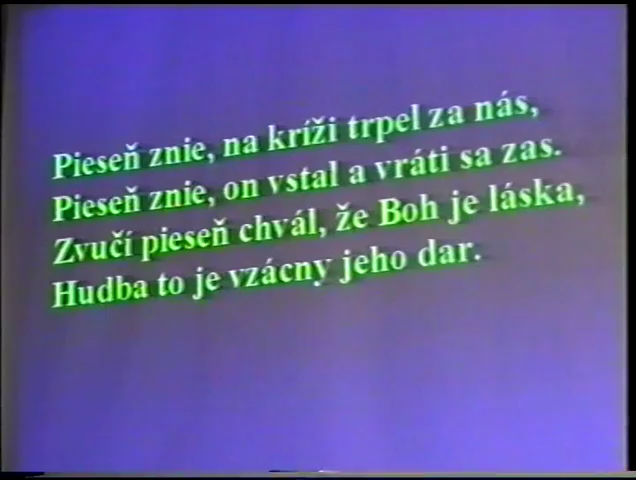 Pieseň znie, na kríži trpel za nás,
Pieseň znie, on vstal a vráti sa zas.
Zvučí pieseň chvál, že Boh je láska,
Hudba to je vzácny jeho dar.